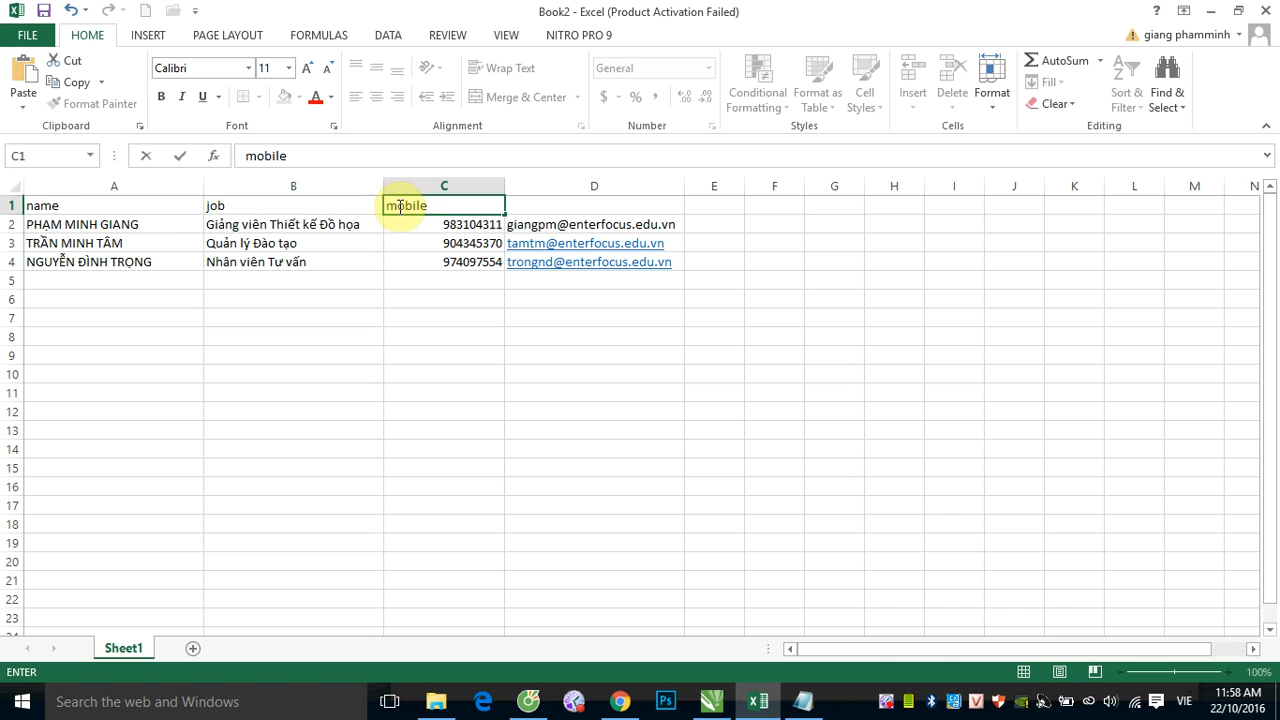 Book2 - Excel (Product Activation Failed)
FILE HOME INSERT PAGE LAYOUT FORMULAS DATA REVIEW VIEW NITRO PRO 9 giang phamminh
Paste
Cut
Copy
Format Painter
Clipboard
Calibri 11
B I U
Font
Wrap Text
Merge & Center
Alignment
General
$ % ,
Number
Conditional Formatting
Format as Table
Cell Styles
Styles
Insert Delete Format
Cells
AutoSum
Fill
Clear
Sort & Filter
Find & Select
Editing
C1 mobile
A B C D E F G H I J K L M N
1 name job mobile
2 PHẠM MINH GIANG Giảng viên Thiết kế Đồ họa 983104311 giangpm@enterfocus.edu.vn
3 TRẦN MINH TÂM Quản lý Đào tạo 904345370 tamtm@enterfocus.edu.vn
4 NGUYỄN ĐÌNH TRỌNG Nhân viên Tư vấn 974097554 trongnd@enterfocus.edu.vn
5
6
7
8
9
10
11
12
13
14
15
16
17
18
19
20
21
22
23
Sheet1
ENTER 100%
Search the web and Windows VIE 11:58 AM
22/10/2016